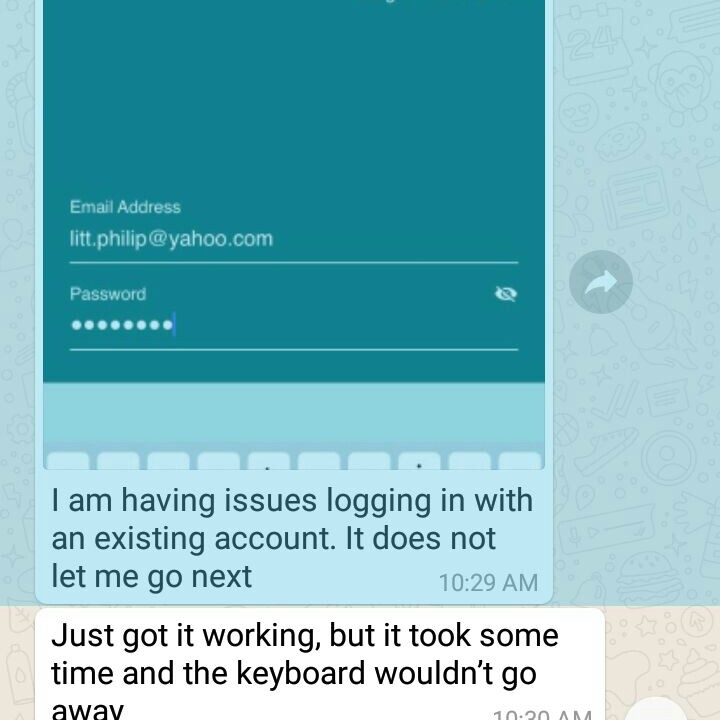 Email Address
litt.philip@yahoo.com
Password
I am having issues logging in with
an existing account. It does not
let me go next
10:29 AM
Just got it working, but it took some
time and the keyboard wouldn't go
away
10:30 AM
24